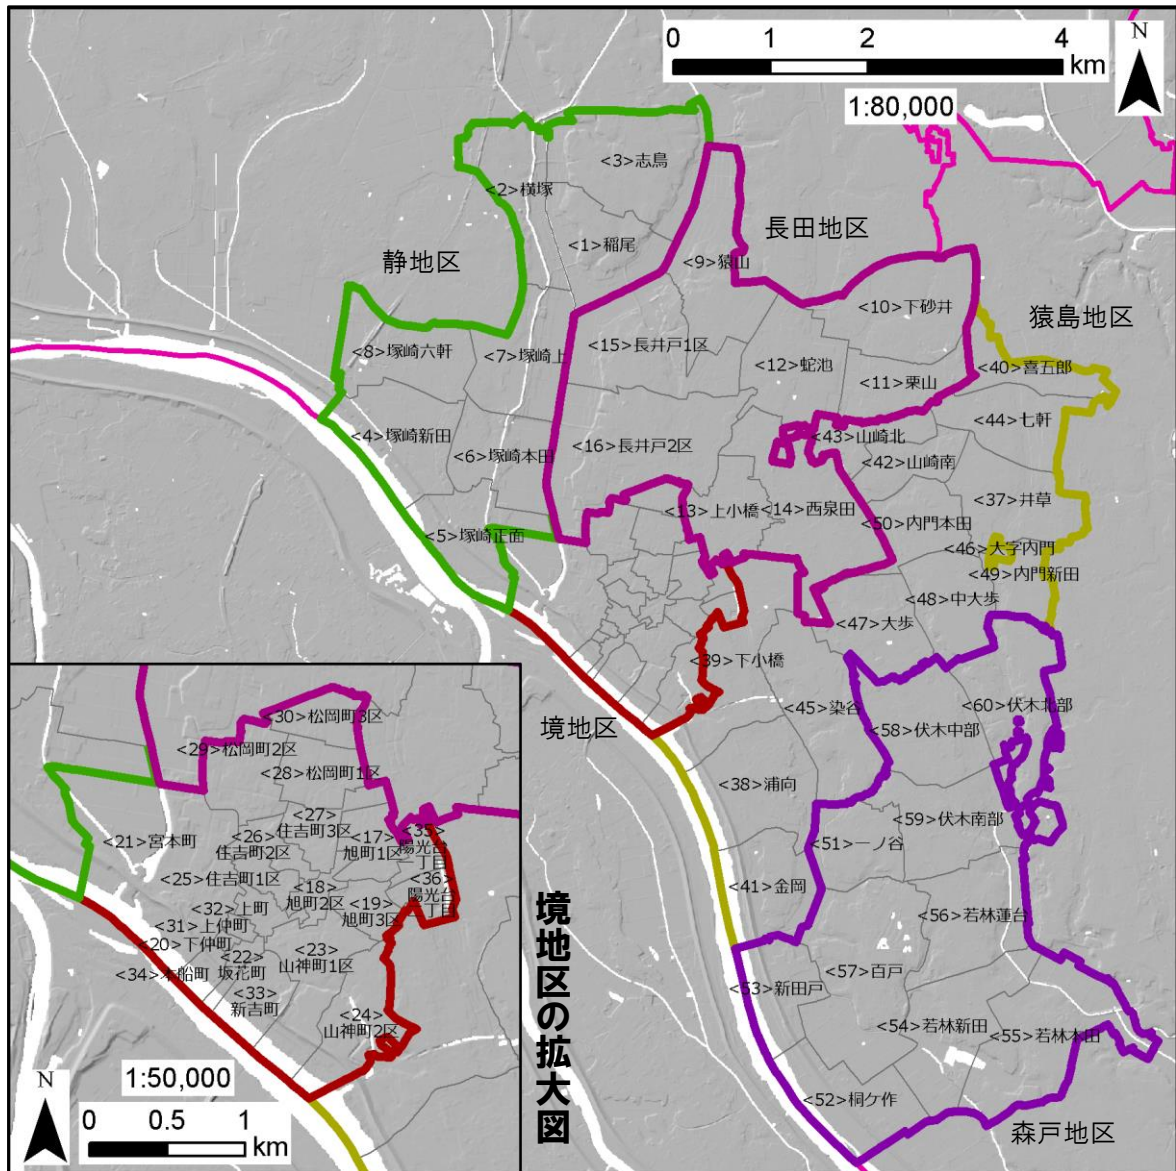 0 1 2 4
km
N
1:80,000
<3>志鳥
<2>横塚
<1>稲尾
長田地区
静地区
<9>猿山
<10>下砂井
猿島地区
<8>塚崎六軒
<7>塚崎上
<15>長井戸1区
<12>蛇池
<11>栗山
<40>喜五郎
<44>七軒
<4>塚崎新田
<16>長井戸2区
<43>山崎北
<6>塚崎本田
<42>山崎南
<37>井草
<13>上小橋
<14>西泉田
<5>塚崎正面
<50>内門本田
<46>大字内門
<49>内門新田
<48>中大歩
<47>大歩
<39>下小橋
<45>染谷
<60>伏木北部
境地区
<58>伏木中部
<38>浦向
<59>伏木南部
<51>一ノ谷
<41>金岡
<56>若林蓮台
<57>百戸
<53>新田戸
<54>若林新田
<55>若林本田
<52>桐ケ作
森戸地区
境地区の拡大図
<30>松岡町3区
<29>松岡町2区
<28>松岡町1区
<27>
住吉町3区
<26>
住吉町2区
<21>宮本町
<17>
旭町1区
<35>
陽光台
一丁目
<25>住吉町1区
<18>
旭町2区
<36>
陽光台
丁目
<19>
旭町3区
<32>上町
<31>上仲町
<20>下仲町
<34>本船町
<22>
坂花町
<23>
山神町1区
<33>
新吉町
<24>
山神町2区
N
1:50,000
0 0.5 1
km